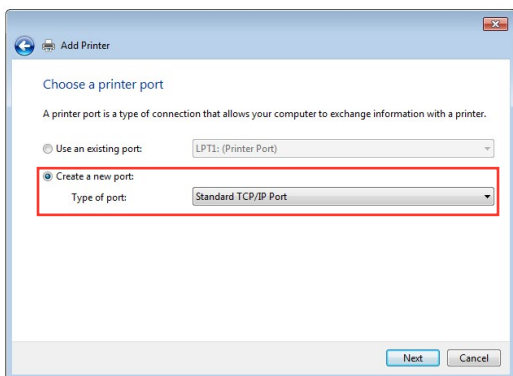 Add Printer
Choose a printer port
A printer port is a type of connection that allows your computer to exchange information with a printer.
Use an existing port: LPT1: (Printer Port)
Create a new port:
Type of port: Standard TCP/IP Port
Next Cancel